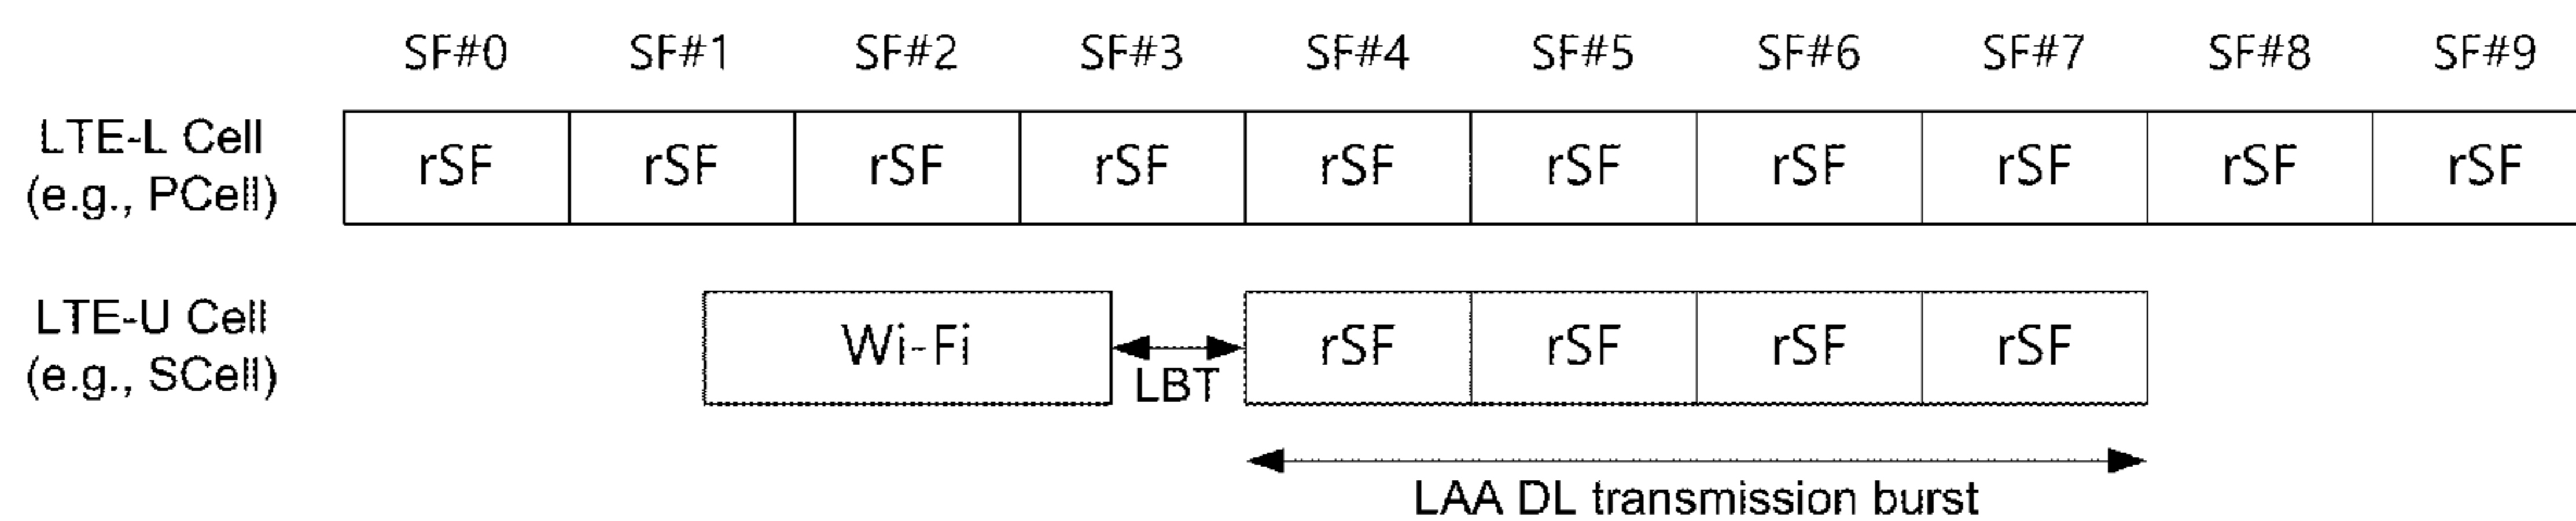 SF#0 SF#1 SF#2 SF#3 SF#4 SF#5 SF#6 SF#7 SF#8 SF#9
LTE-L Cell
(e.g., PCell)
rSF rSF rSF rSF rSF rSF rSF rSF rSF rSF
LTE-U Cell
(e.g., SCell)
Wi-Fi
LBT
rSF rSF rSF rSF
LAA DL transmission burst